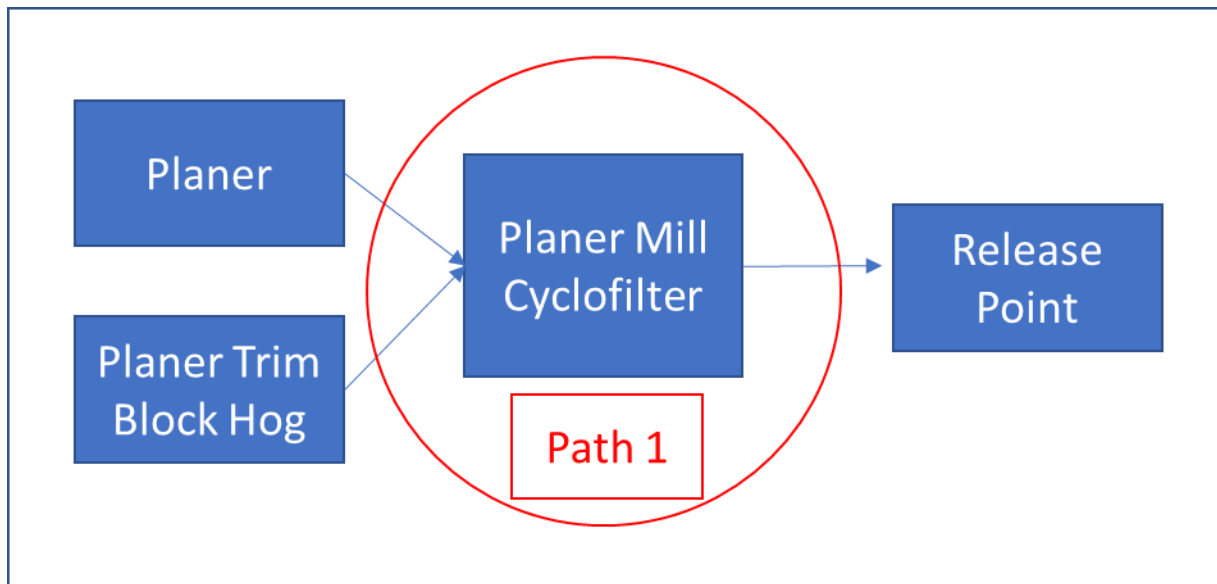 Planer
Planer Trim
Block Hog
Planer Mill
Cyclofilter
Path 1
Release
Point